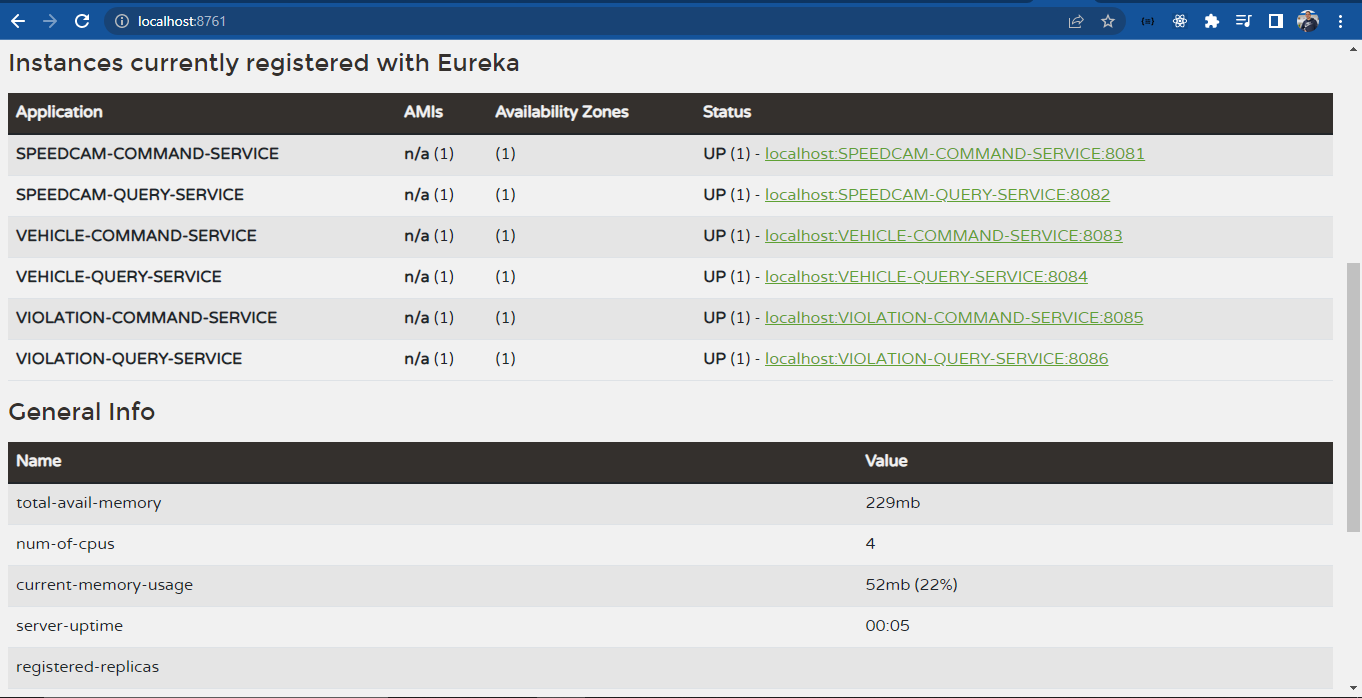 localhost:8761
Instances currently registered with Eureka
Application AMIs Availability Zones Status
SPEEDCAM-COMMAND-SERVICE n/a (1) (1) UP (1) - localhost:SPEEDCAM-COMMAND-SERVICE:8081
SPEEDCAM-QUERY-SERVICE n/a (1) (1) UP (1) - localhost:SPEEDCAM-QUERY-SERVICE:8082
VEHICLE-COMMAND-SERVICE n/a (1) (1) UP (1) - localhost:VEHICLE-COMMAND-SERVICE:8083
VEHICLE-QUERY-SERVICE n/a (1) (1) UP (1) - localhost:VEHICLE-QUERY-SERVICE:8084
VIOLATION-COMMAND-SERVICE n/a (1) (1) UP (1) - localhost:VIOLATION-COMMAND-SERVICE:8085
VIOLATION-QUERY-SERVICE n/a (1) (1) UP (1) - localhost:VIOLATION-QUERY-SERVICE:8086
General Info
Name Value
total-avail-memory 229mb
num-of-cpus 4
current-memory-usage 52mb (22%)
server-uptime 00:05
registered-replicas